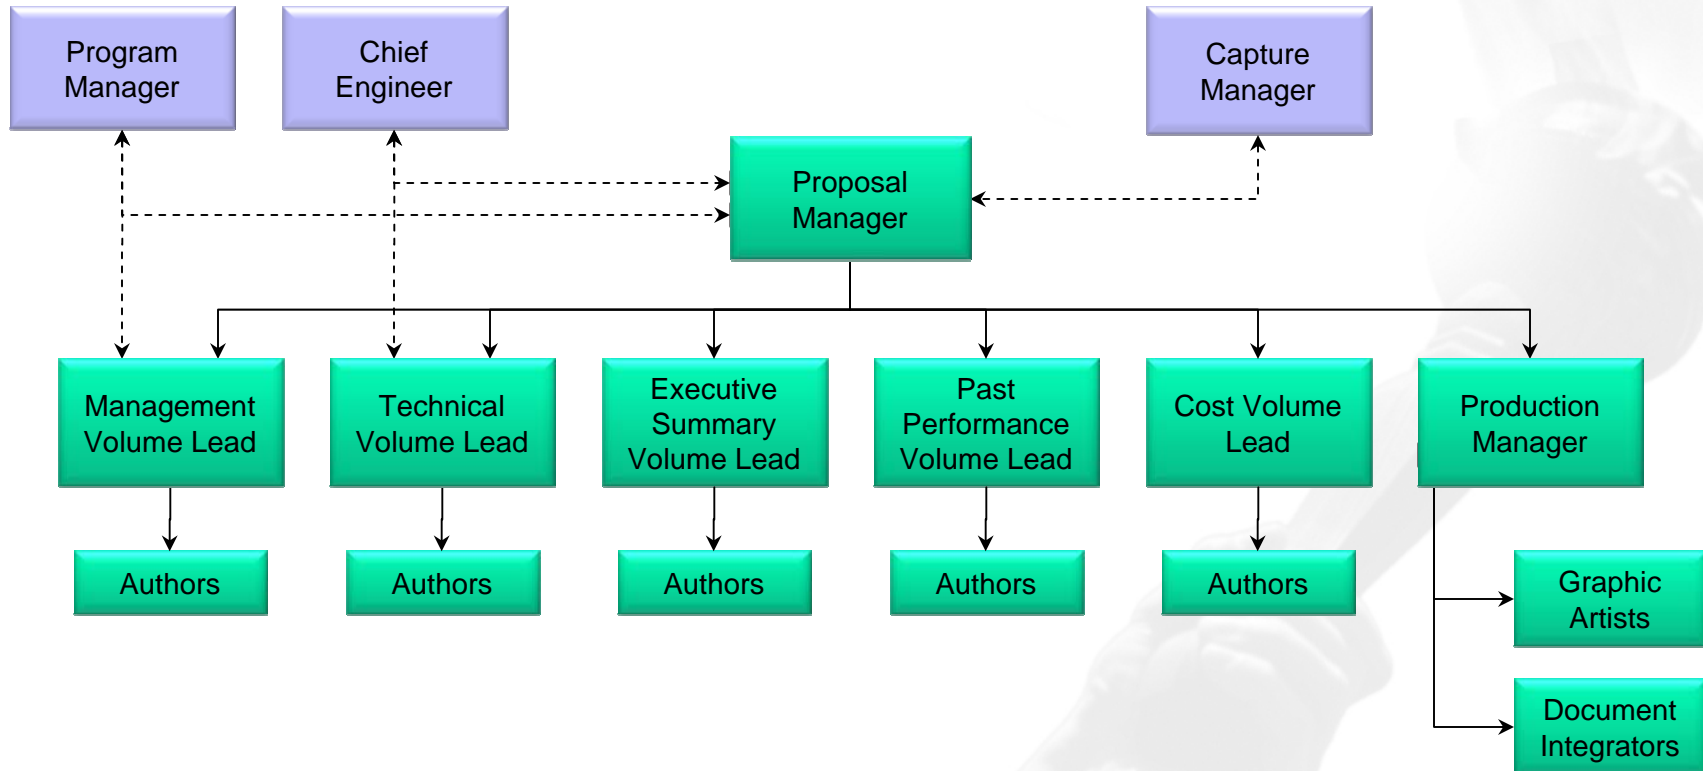 Program
Manager
Chief
Engineer
Capture
Manager
Proposal
Manager
Management
Volume Lead
Technical
Volume Lead
Executive
Summary
Volume Lead
Past
Performance
Volume Lead
Cost Volume
Lead
Production
Manager
Authors
Authors
Authors
Authors
Authors
Graphic
Artists
Document
Integrators